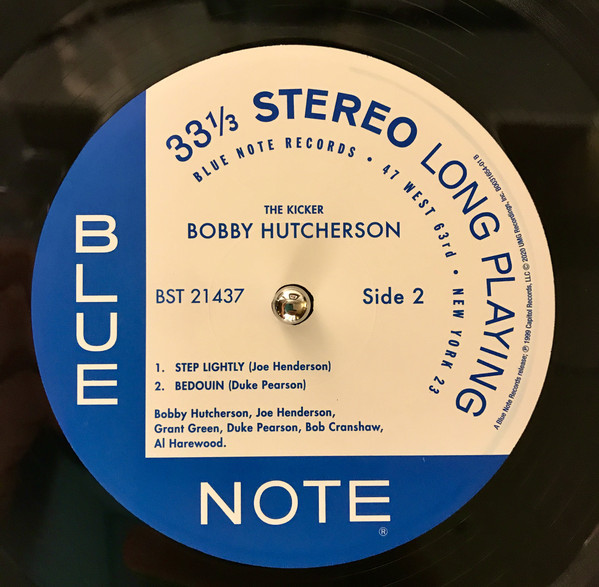 33⅓ STEREO LONG PLAYING
BLUE NOTE RECORDS • 47 WEST 63rd • NEW YORK 23
THE KICKER
BOBBY HUTCHERSON
BST 21437
Side 2
1. STEP LIGHTLY (Joe Henderson)
2. BEDOUIN (Duke Pearson)
Bobby Hutcherson, Joe Henderson,
Grant Green, Duke Pearson, Bob Cranshaw,
Al Harewood.
BLUE
NOTE
®
A Blue Note Records release; ℗ 1999 Capitol Records, LLC © 2020 UMG Recordings, Inc. B0031654-01 B